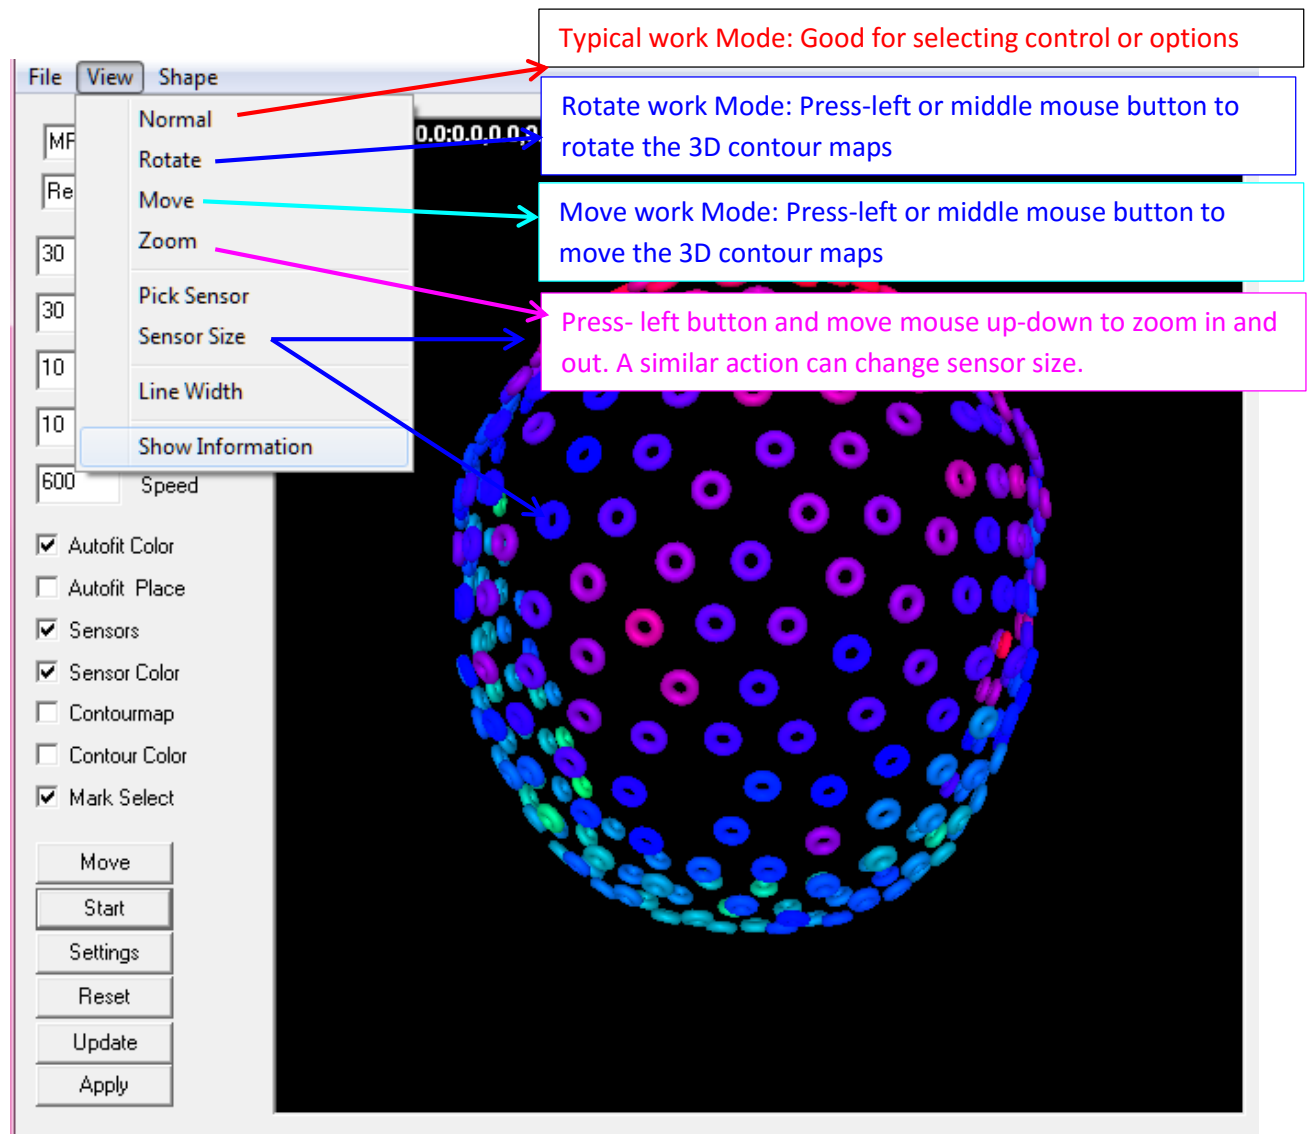 Typical work Mode: Good for selecting control or options
File View Shape
Rotate work Mode: Press-left or middle mouse button to
rotate the 3D contour maps
Normal
Rotate
Move
Zoom
Pick Sensor
Sensor Size
Line Width
Show Information
Move work Mode: Press-left or middle mouse button to
move the 3D contour maps
Press- left button and move mouse up-down to zoom in and
out. A similar action can change sensor size.
Re
30
30
10
10
600 Speed
Autofit Color
Autofit Place
Sensors
Sensor Color
Contourmap
Contour Color
Mark Select
Move
Start
Settings
Reset
Update
Apply